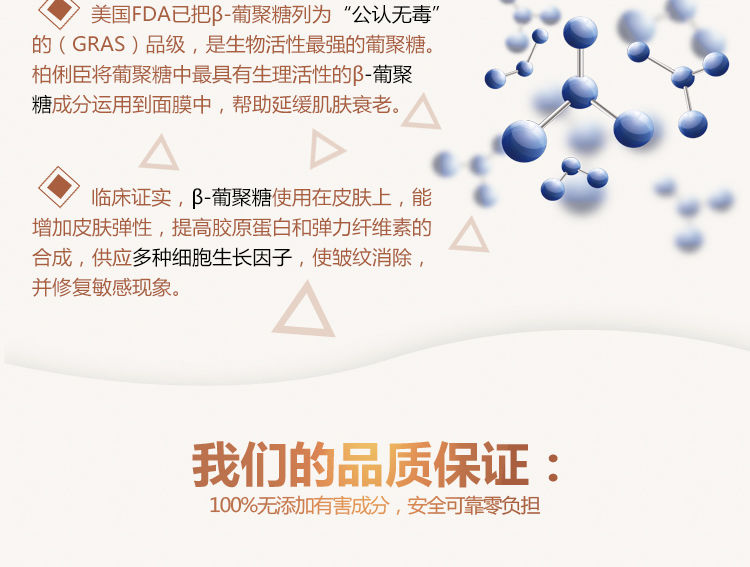 美国FDA已把β-葡聚糖列为“公认无毒”
的（GRAS）品级，是生物活性最强的葡聚糖。
柏俐臣将葡聚糖中最具有生理活性的β-葡聚
糖成分运用到面膜中，帮助延缓肌肤衰老。
临床证实，β-葡聚糖使用在皮肤上，能
增加皮肤弹性，提高胶原蛋白和弹力纤维素的
合成，供应多种细胞生长因子，使皱纹消除，
并修复敏感现象。
我们的品质保证：
100%无添加有害成分，安全可靠零负担